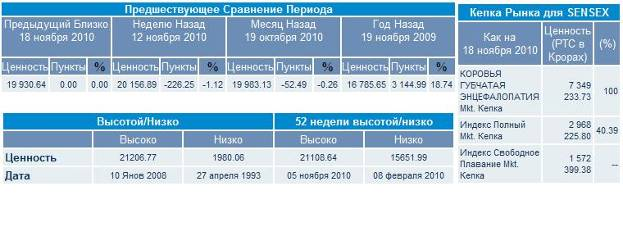 Предшествующее Сравнение Периода
Предыдущий Близко Неделю Назад Месяц Назад Год Назад
18 ноября 2010 12 ноября 2010 19 октября 2010 19 ноября 2009
Ценность Пункты % Ценность Пункты % Ценность Пункты % Ценность Пункты %
19 930.64 0.00 0.00 20 156.89 -226.25 -1.12 19 983.13 -52.49 -0.26 16 785.65 3 144.99 18.74
Высотой/Низко 52 недели высотой/низко
Высоко Низко Высоко Низко
Ценность 21206.77 1980.06 21108.64 15651.99
Дата 10 Янов 2008 27 апреля 1993 05 ноября 2010 08 февраля 2010
Кепка Рынка для SENSEX
Как на
18 ноября 2010
Ценность
(РТС в
Крорах)
(%)
КОРОВЬЯ
ГУБЧАТАЯ
ЭНЦЕФАЛОПАТИЯ
Mkt. Кепка
7 349
233.73
100
Индекс Полный
Mkt. Кепка
2 968
225.80
40.39
Индекс Свободное
Плавание Mkt.
Кепка
1 572
399.38
--